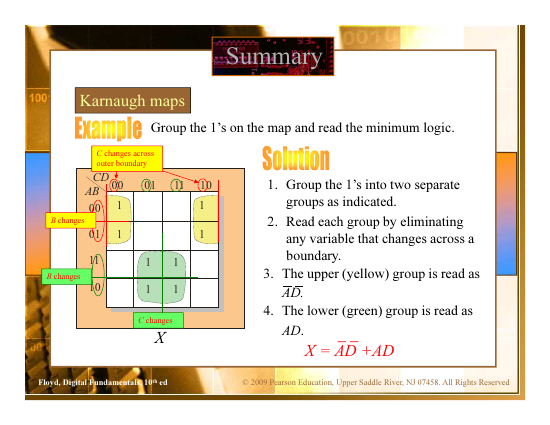 Summary
1001
1001
Karnaugh maps
Example Group the 1's on the map and read the minimum logic.
C changes across
outer boundary
Solution
CD
AB
00 01 11 10
00 1 1
01 1 1
11 1 1
10 1 1
B changes
B changes
C changes
X
1. Group the 1's into two separate
groups as indicated.
2. Read each group by eliminating
any variable that changes across a
boundary.
3. The upper (yellow) group is read as
A̅D̅.
4. The lower (green) group is read as
AD.
X = A̅D̅ +AD
Floyd, Digital Fundamentals, 10th ed
© 2009 Pearson Education, Upper Saddle River, NJ 07458. All Rights Reserved